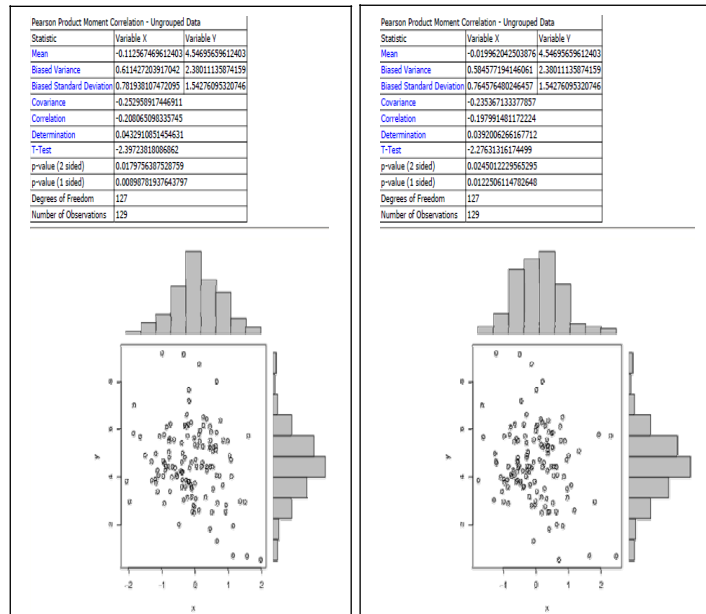 Pearson Product Moment Correlation - Ungrouped Data
Statistic Variable X Variable Y
Mean -0.112567469612403 4.54695659612403
Biased Variance 0.611427203917042 2.38011135874159
Biased Standard Deviation 0.781938107472095 1.54276095320746
Covariance -0.252958917446911
Correlation -0.208065098335745
Determination 0.0432910851454631
T-Test -2.39723818086862
p-value (2 sided) 0.0179756387528759
p-value (1 sided) 0.00898781937643797
Degrees of Freedom 127
Number of Observations 129
y
-2 -1 0 1 2
x
Pearson Product Moment Correlation - Ungrouped Data
Statistic Variable X Variable Y
Mean -0.019962042503876 4.54695659612403
Biased Variance 0.584577194146061 2.38011135874159
Biased Standard Deviation 0.764576480246457 1.54276095320746
Covariance -0.235367133377857
Correlation -0.197991481172224
Determination 0.0392006266167712
T-Test -2.27631316174499
p-value (2 sided) 0.0245012229565295
p-value (1 sided) 0.0122506114782648
Degrees of Freedom 127
Number of Observations 129
y
-1 0 1 2
x